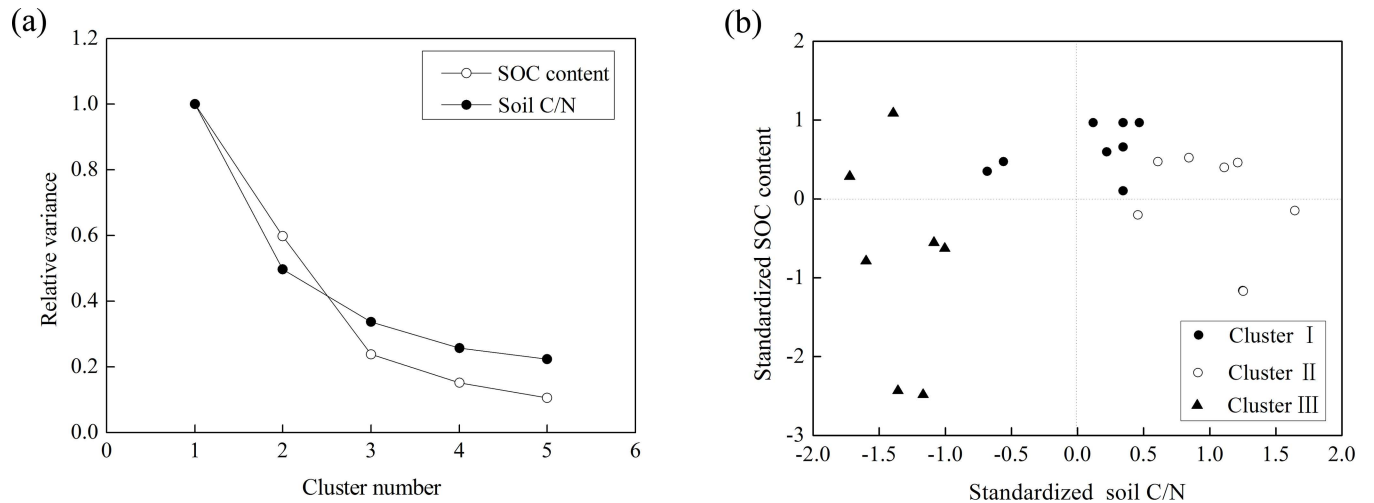 (a)
1.2
1.0
0.8
0.6
0.4
0.2
0.0
0 1 2 3 4 5 6
Relative variance
Cluster number
SOC content
Soil C/N
(b)
2
1
0
-1
-2
-3
-2.0 -1.5 -1.0 -0.5 0.0 0.5 1.0 1.5 2.0
Standardized SOC content
Standardized soil C/N
Cluster Ⅰ
Cluster Ⅱ
Cluster Ⅲ